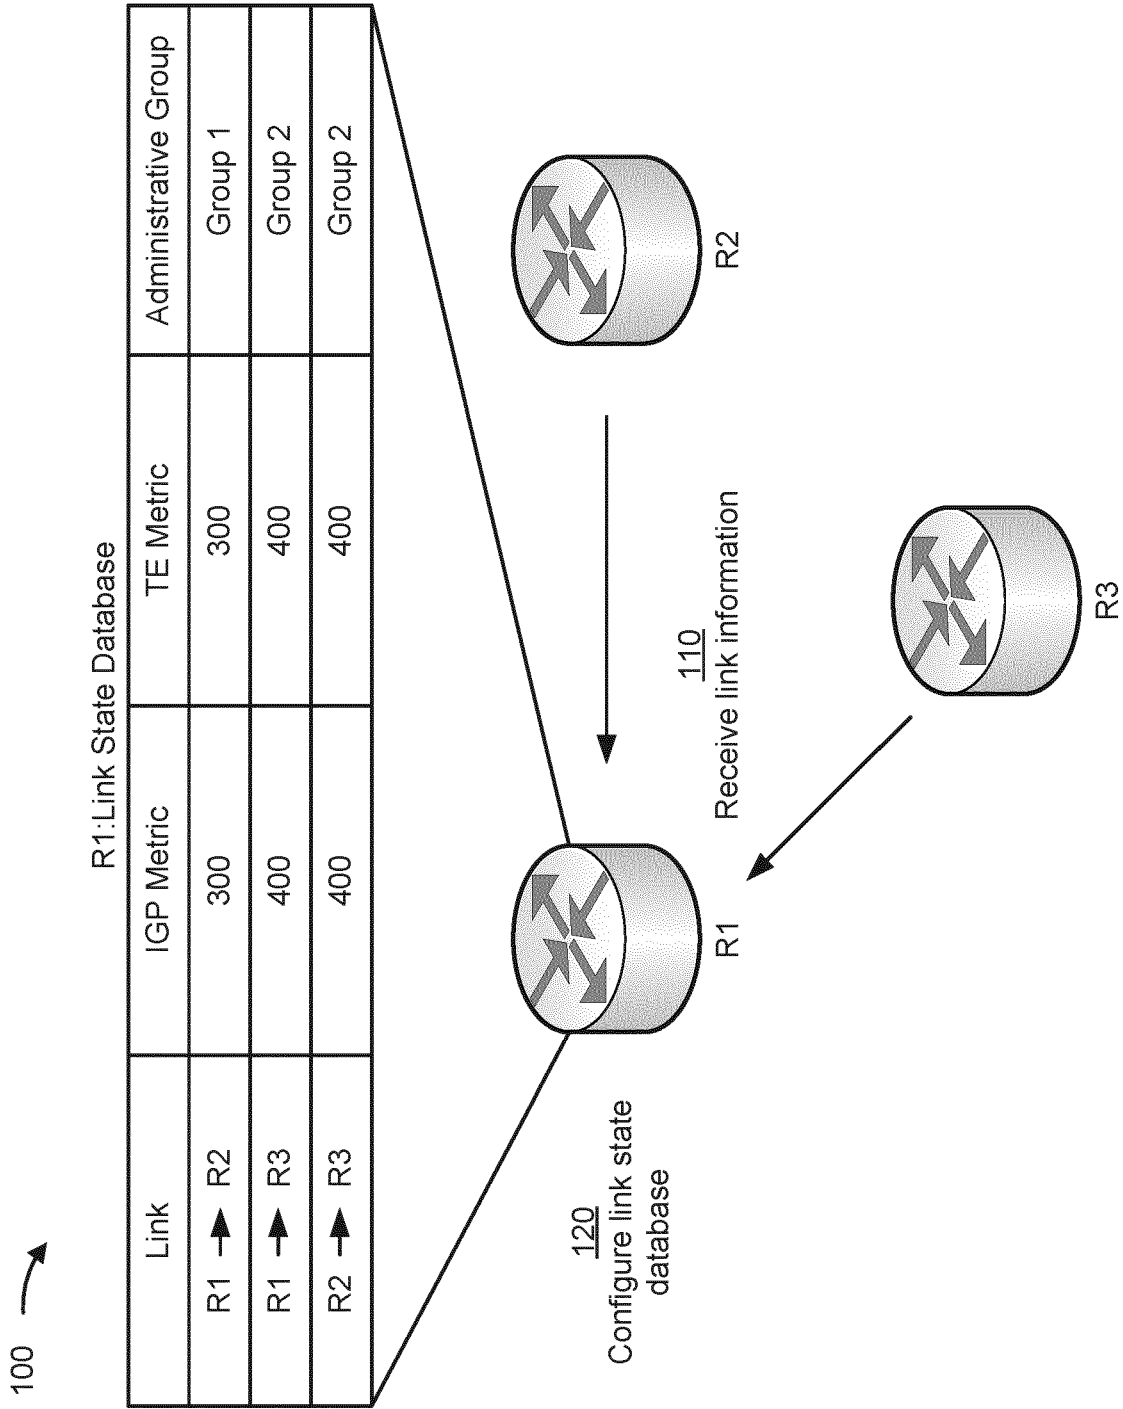 100
R1:Link State Database
Link IGP Metric TE Metric Administrative Group
R1 → R2 300 300 Group 1
R1 → R3 400 400 Group 2
R2 → R3 400 400 Group 2
120
Configure link state
database
R1
110
Receive link information
R2
R3